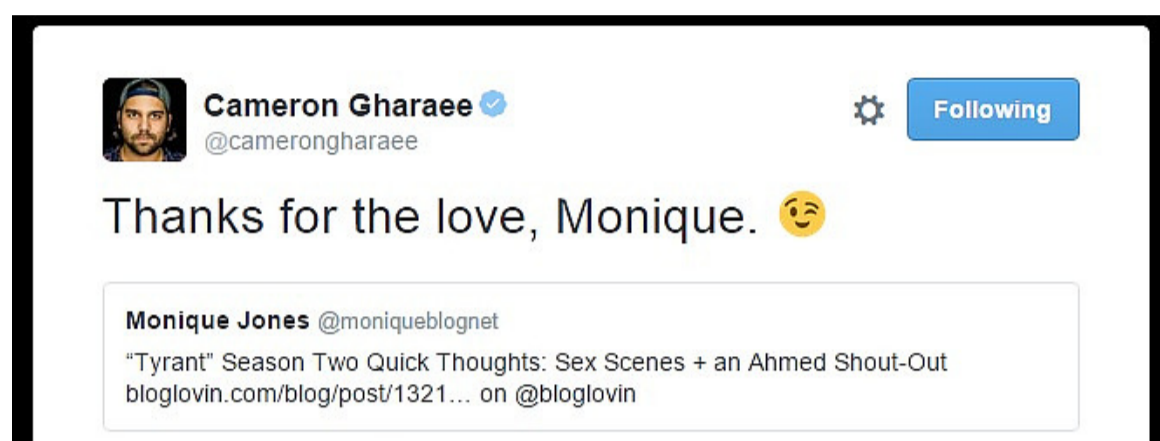 Cameron Gharaee
@camerongharaee
Following
Thanks for the love, Monique. 😉
Monique Jones @moniqueblognet
“Tyrant” Season Two Quick Thoughts: Sex Scenes + an Ahmed Shout-Out
bloglovin.com/blog/post/1321… on @bloglovin